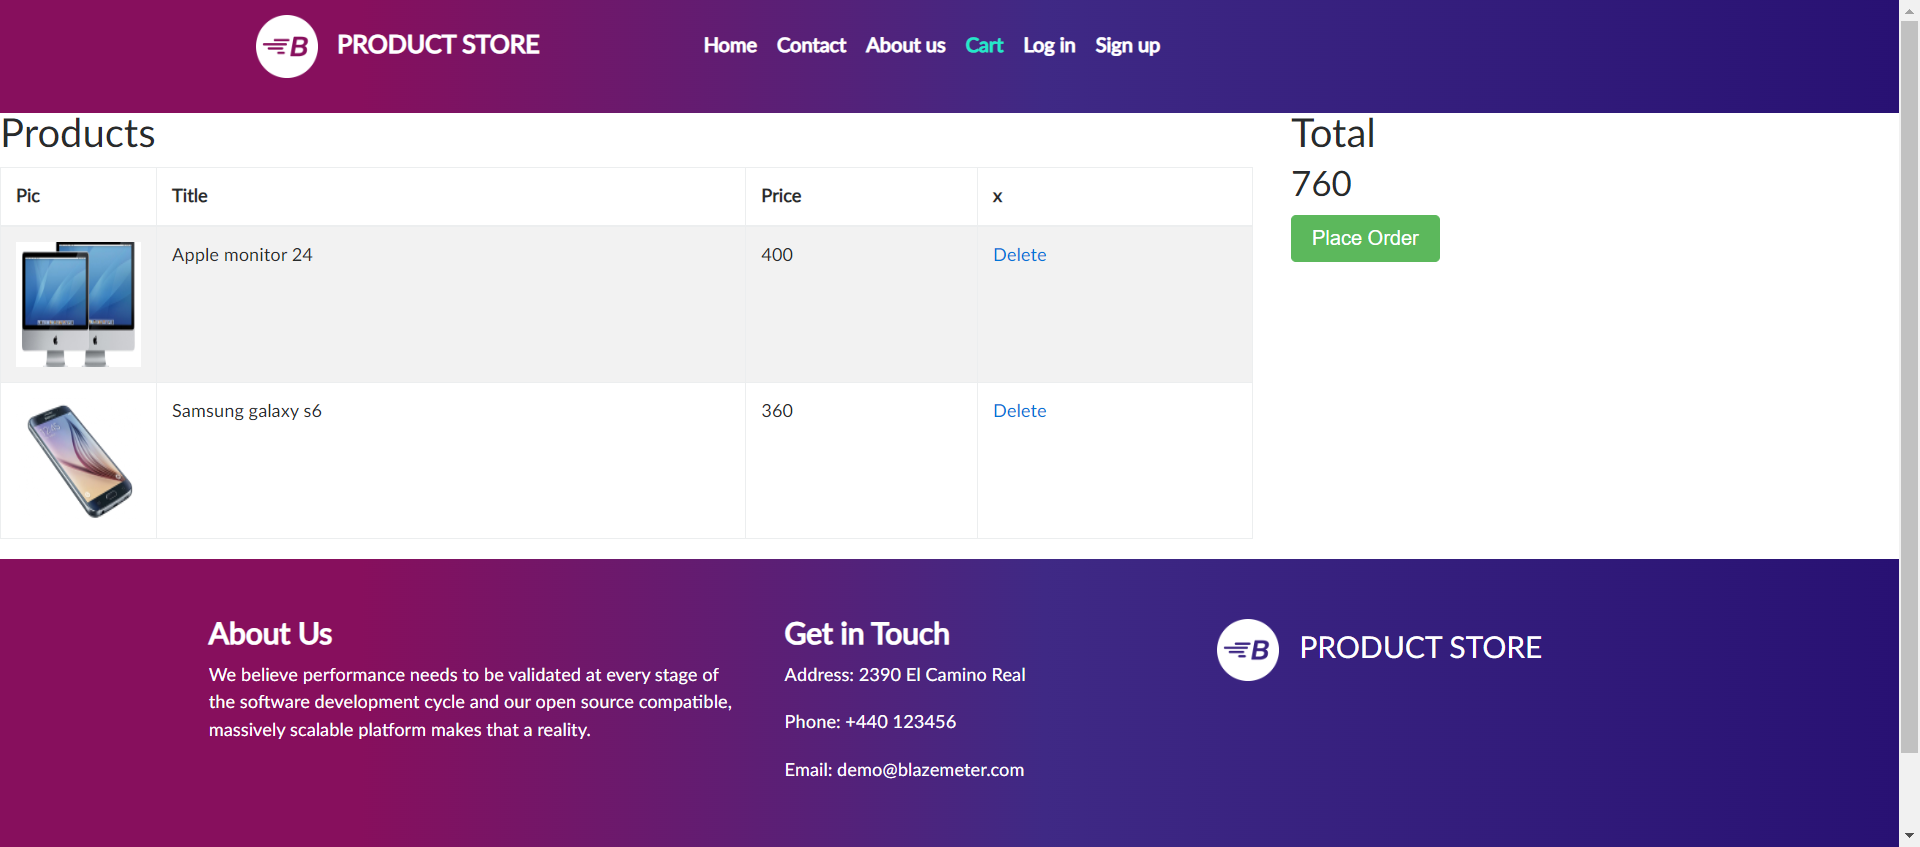 B PRODUCT STORE
Home Contact About us Cart Log in Sign up
Products
Total
760
Place Order
Pic Title Price x
Apple monitor 24 400 Delete
Samsung galaxy s6 360 Delete
About Us
We believe performance needs to be validated at every stage of
the software development cycle and our open source compatible,
massively scalable platform makes that a reality.
Get in Touch
Address: 2390 El Camino Real
Phone: +440 123456
Email: demo@blazemeter.com
B PRODUCT STORE